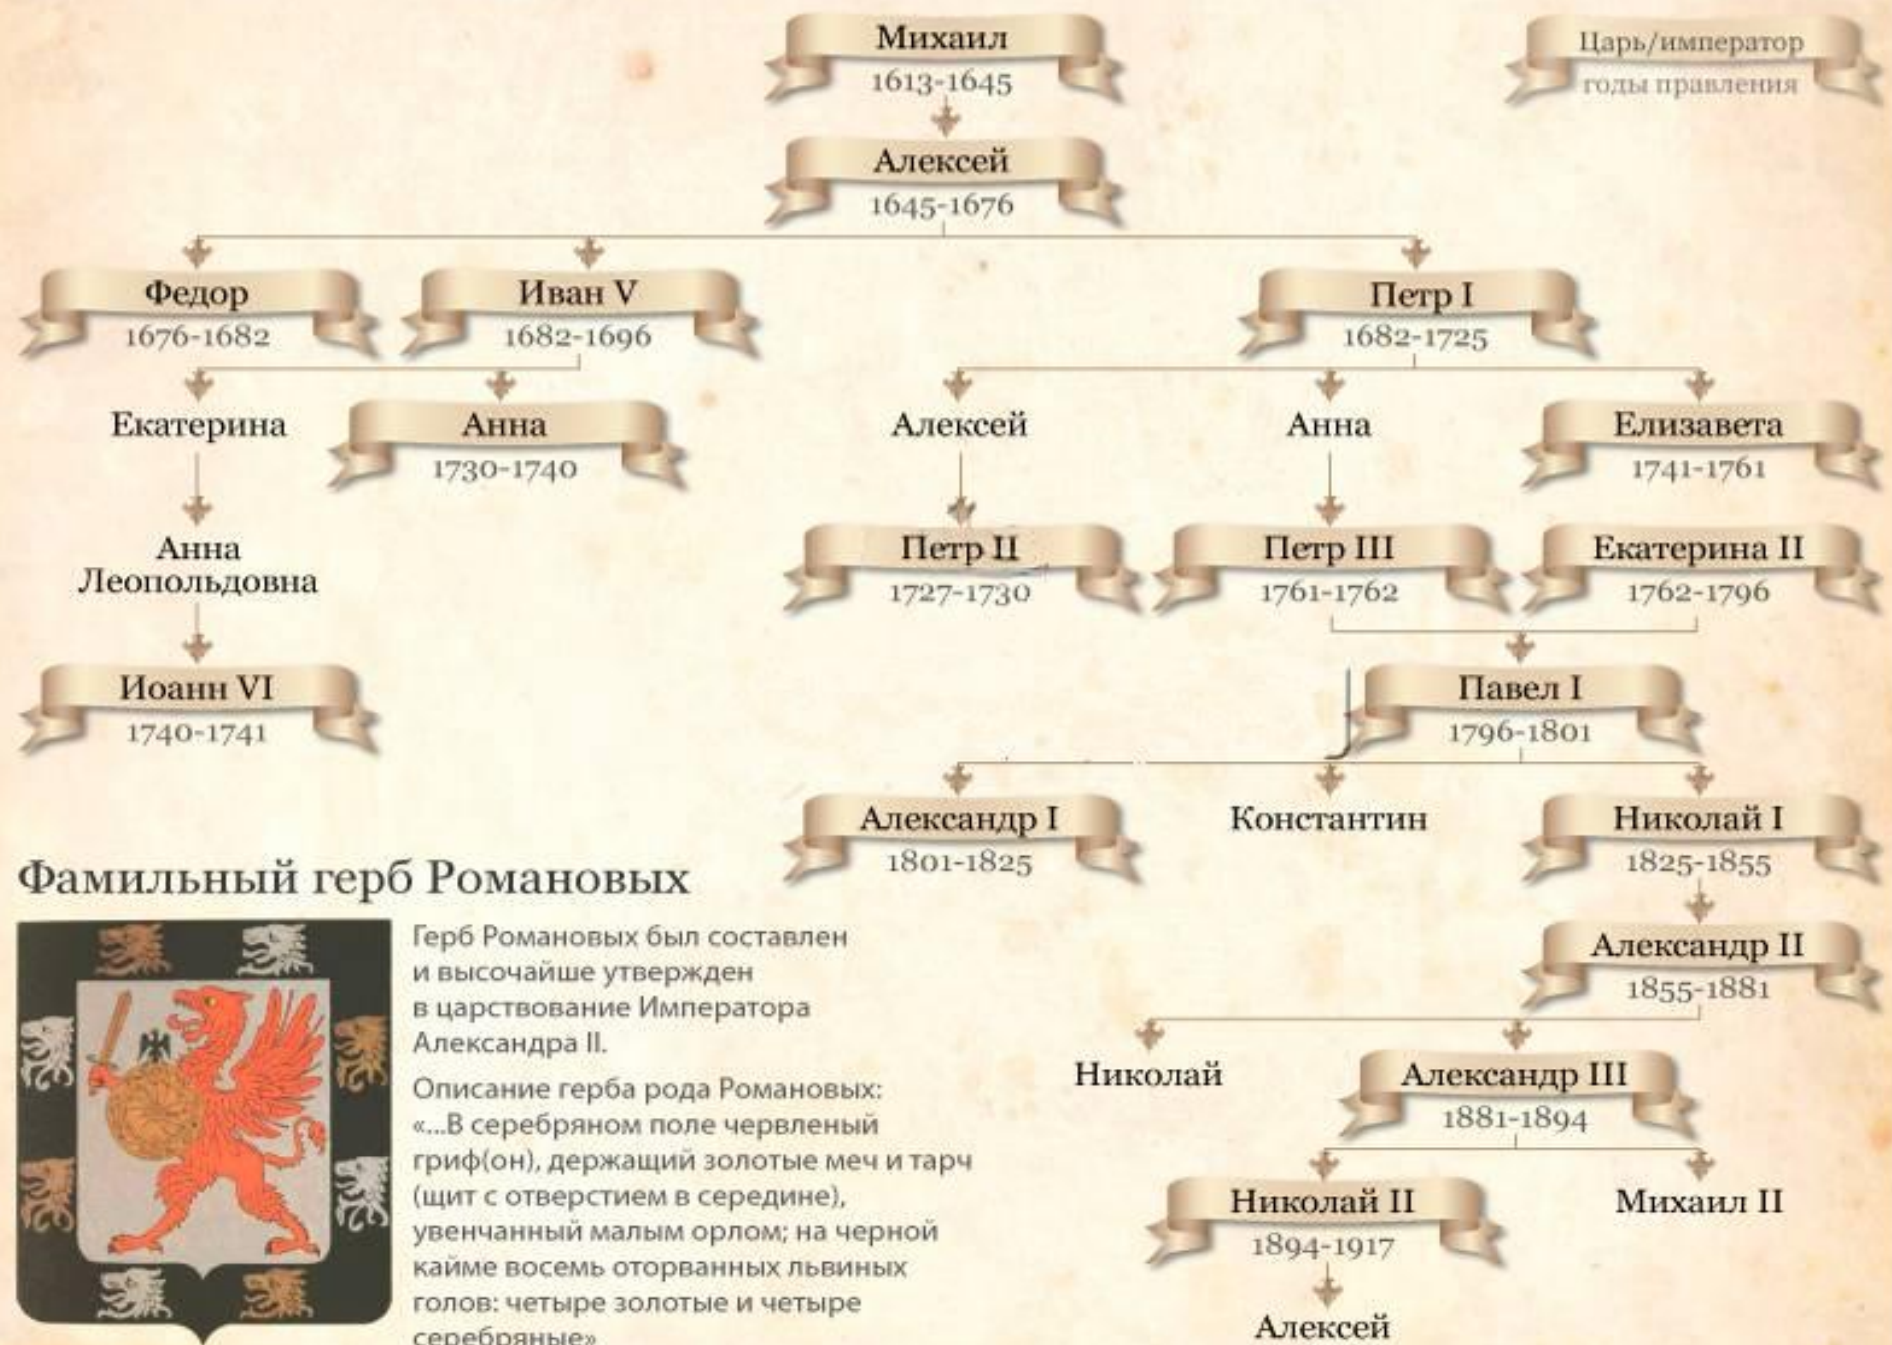 Михаил
1613-1645
Царь/император
годы правления
Алексей
1645-1676
Федор
1676-1682
Иван V
1682-1696
Петр I
1682-1725
Екатерина
Анна
1730-1740
Алексей
Анна
Елизавета
1741-1761
Анна
Леопольдовна
Петр II
1727-1730
Петр III
1761-1762
Екатерина II
1762-1796
Иоанн VI
1740-1741
Павел I
1796-1801
Александр I
1801-1825
Константин
Николай I
1825-1855
Александр II
1855-1881
Николай
Александр III
1881-1894
Николай II
1894-1917
Михаил II
Алексей
Фамильный герб Романовых
Герб Романовых был составлен
и высочайше утвержден
в царствование Императора
Александра II.
Описание герба рода Романовых:
«...В серебряном поле червленый
гриф(он), держащий золотые меч и тарч
(щит с отверстием в середине),
увенчанный малым орлом; на черной
кайме восемь оторванных львиных
голов: четыре золотые и четыре
серебряные»